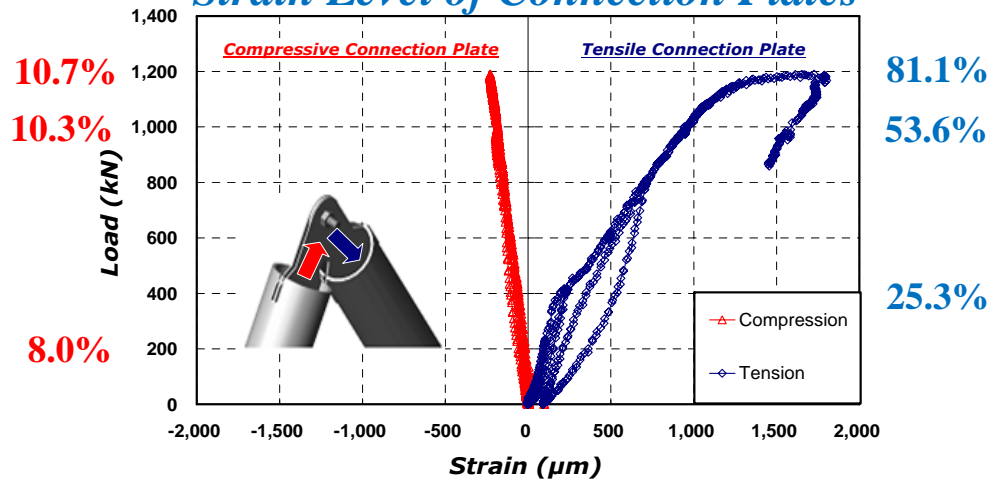 Strain Level of Connection Plates
1,400
Compressive Connection Plate
Tensile Connection Plate
10.7%
1,200
81.1%
10.3%
1,000
53.6%
Load (kN)
800
600
400
25.3%
Compression
8.0%
200
Tension
0
-2,000 -1,500 -1,000 -500 0 500 1,000 1,500 2,000
Strain (μm)